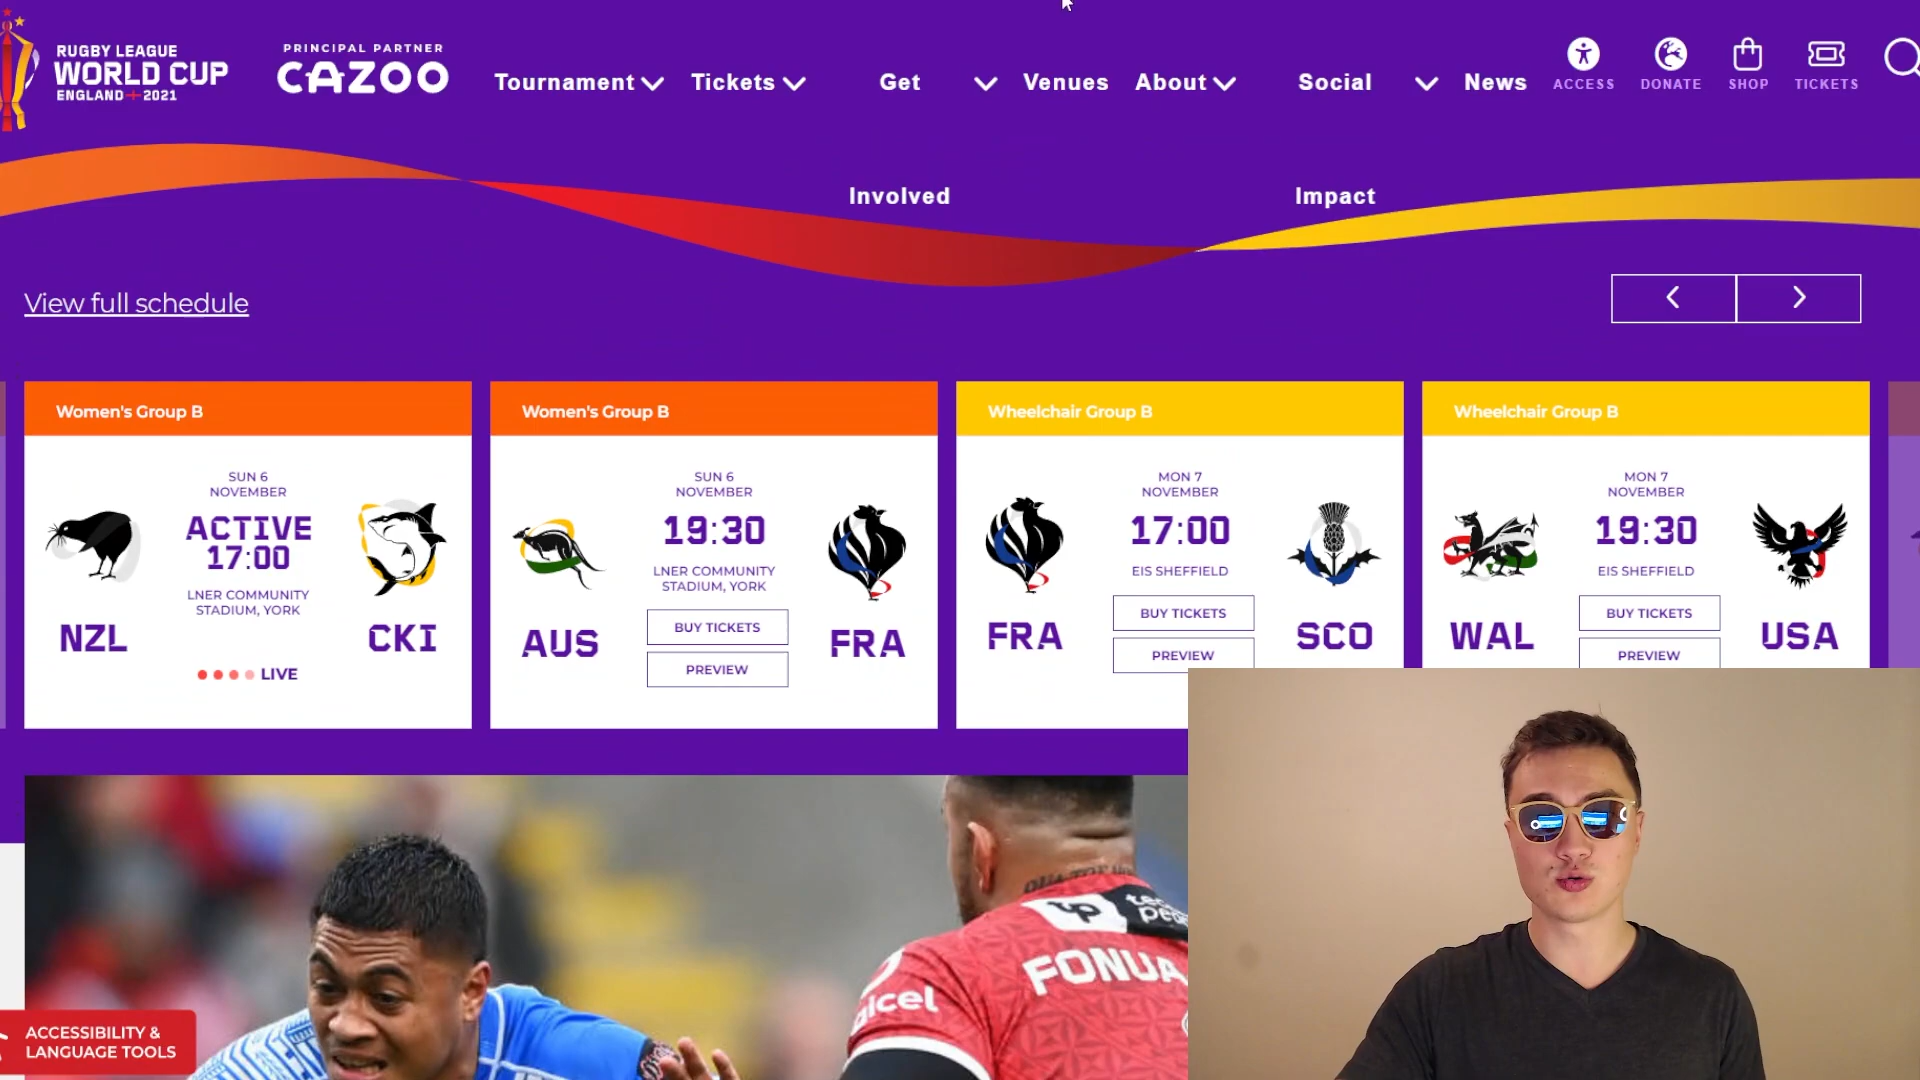 RUGBY LEAGUE
WORLD CUP
ENGLAND 2021
PRINCIPAL PARTNER
CAZOO
Tournament
Tickets
Get
Involved
Venues
About
Social
Impact
News
ACCESS
DONATE
SHOP
TICKETS
View full schedule
Women's Group B
SUN 6
NOVEMBER
ACTIVE
17:00
LNER COMMUNITY
STADIUM, YORK
NZL
CKI
LIVE
Women's Group B
SUN 6
NOVEMBER
19:30
LNER COMMUNITY
STADIUM, YORK
BUY TICKETS
PREVIEW
AUS
FRA
Wheelchair Group B
MON 7
NOVEMBER
17:00
EIS SHEFFIELD
BUY TICKETS
PREVIEW
FRA
SCO
Wheelchair Group B
MON 7
NOVEMBER
19:30
EIS SHEFFIELD
BUY TICKETS
PREVIEW
WAL
USA
FONUA
ACCESSIBILITY &
LANGUAGE TOOLS